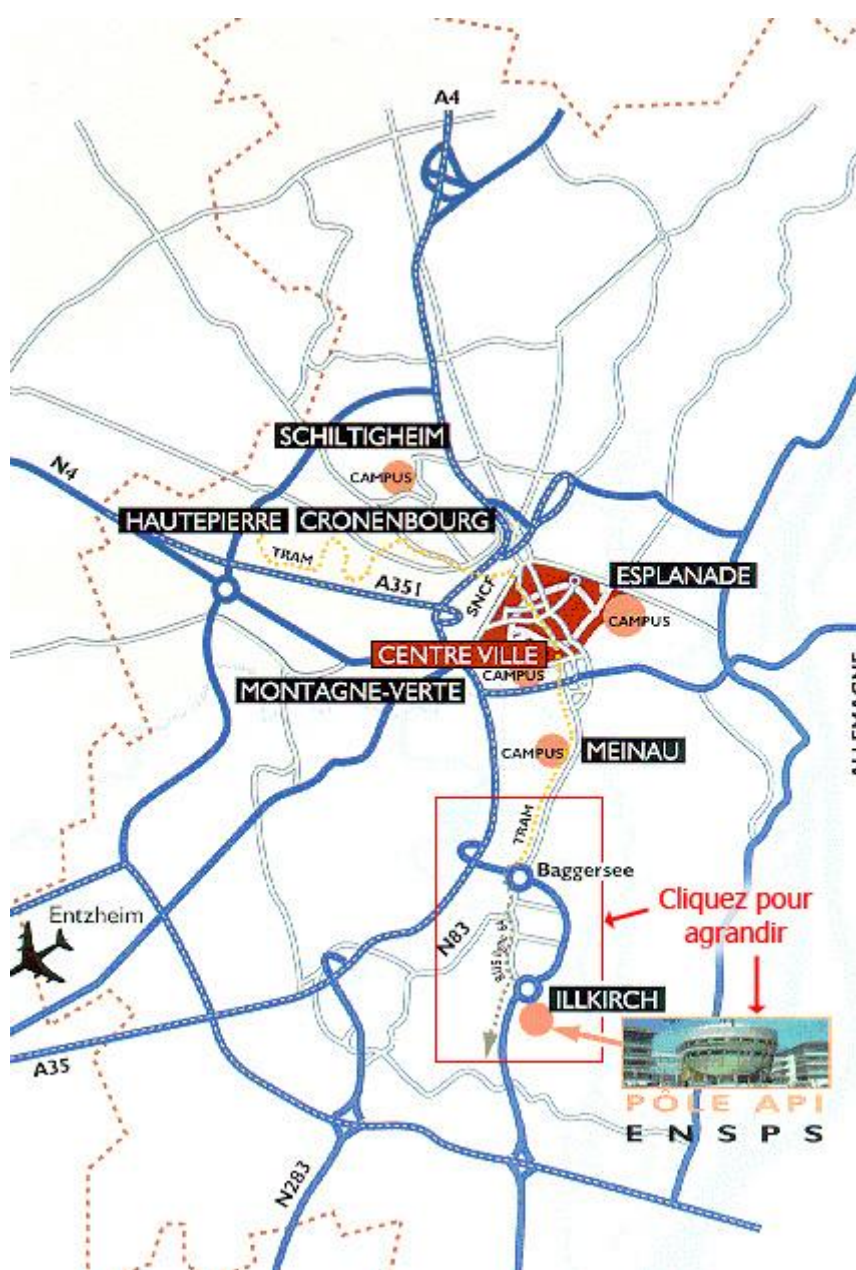 A4
SCHILTIGHEIM
N4
CAMPUS
HAUTEPIERRE
CRONENBOURG
TRAM
A351
SNCF
ESPLANADE
CAMPUS
CENTRE VILLE
CAMPUS
MONTAGNE-VERTE
ALLEMAGNE
CAMPUS
MEINAU
TRAM
Baggersee
Cliquez pour
agrandir
Entzheim
N83
ILLKIRCH
A35
PÔLE API
ENSPS
N283